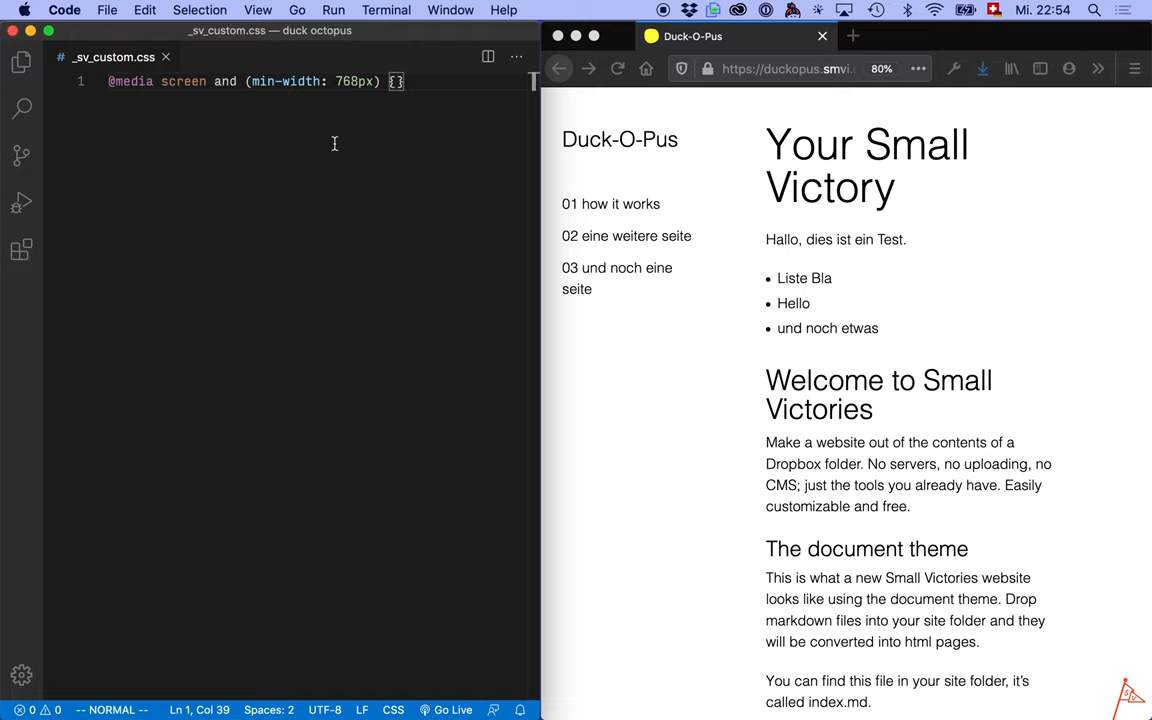 Code File Edit Selection View Go Run Terminal Window Help Mi. 22:54
_sv_custom.css — duck octopus
# _sv_custom.css
1 @media screen and (min-width: 768px) {}
-- NORMAL -- Ln 1, Col 39 Spaces: 2 UTF-8 LF CSS Go Live
0 0
Duck-O-Pus
https://duckopus.smvi. 80%
Duck-O-Pus
01 how it works
02 eine weitere seite
03 und noch eine
seite
Your Small
Victory
Hallo, dies ist ein Test.
• Liste Bla
• Hello
• und noch etwas
Welcome to Small
Victories
Make a website out of the contents of a
Dropbox folder. No servers, no uploading, no
CMS; just the tools you already have. Easily
customizable and free.
The document theme
This is what a new Small Victories website
looks like using the document theme. Drop
markdown files into your site folder and they
will be converted into html pages.
You can find this file in your site folder, it's
called index.md.
S V